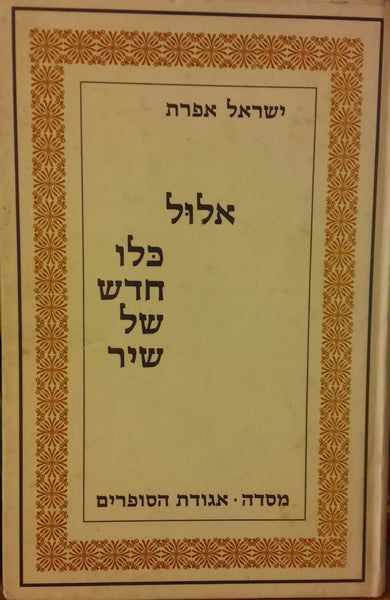 ישראל אפרת
אלול
כלו
חדש
של
שיר
מסדה · אגודת הסופרים